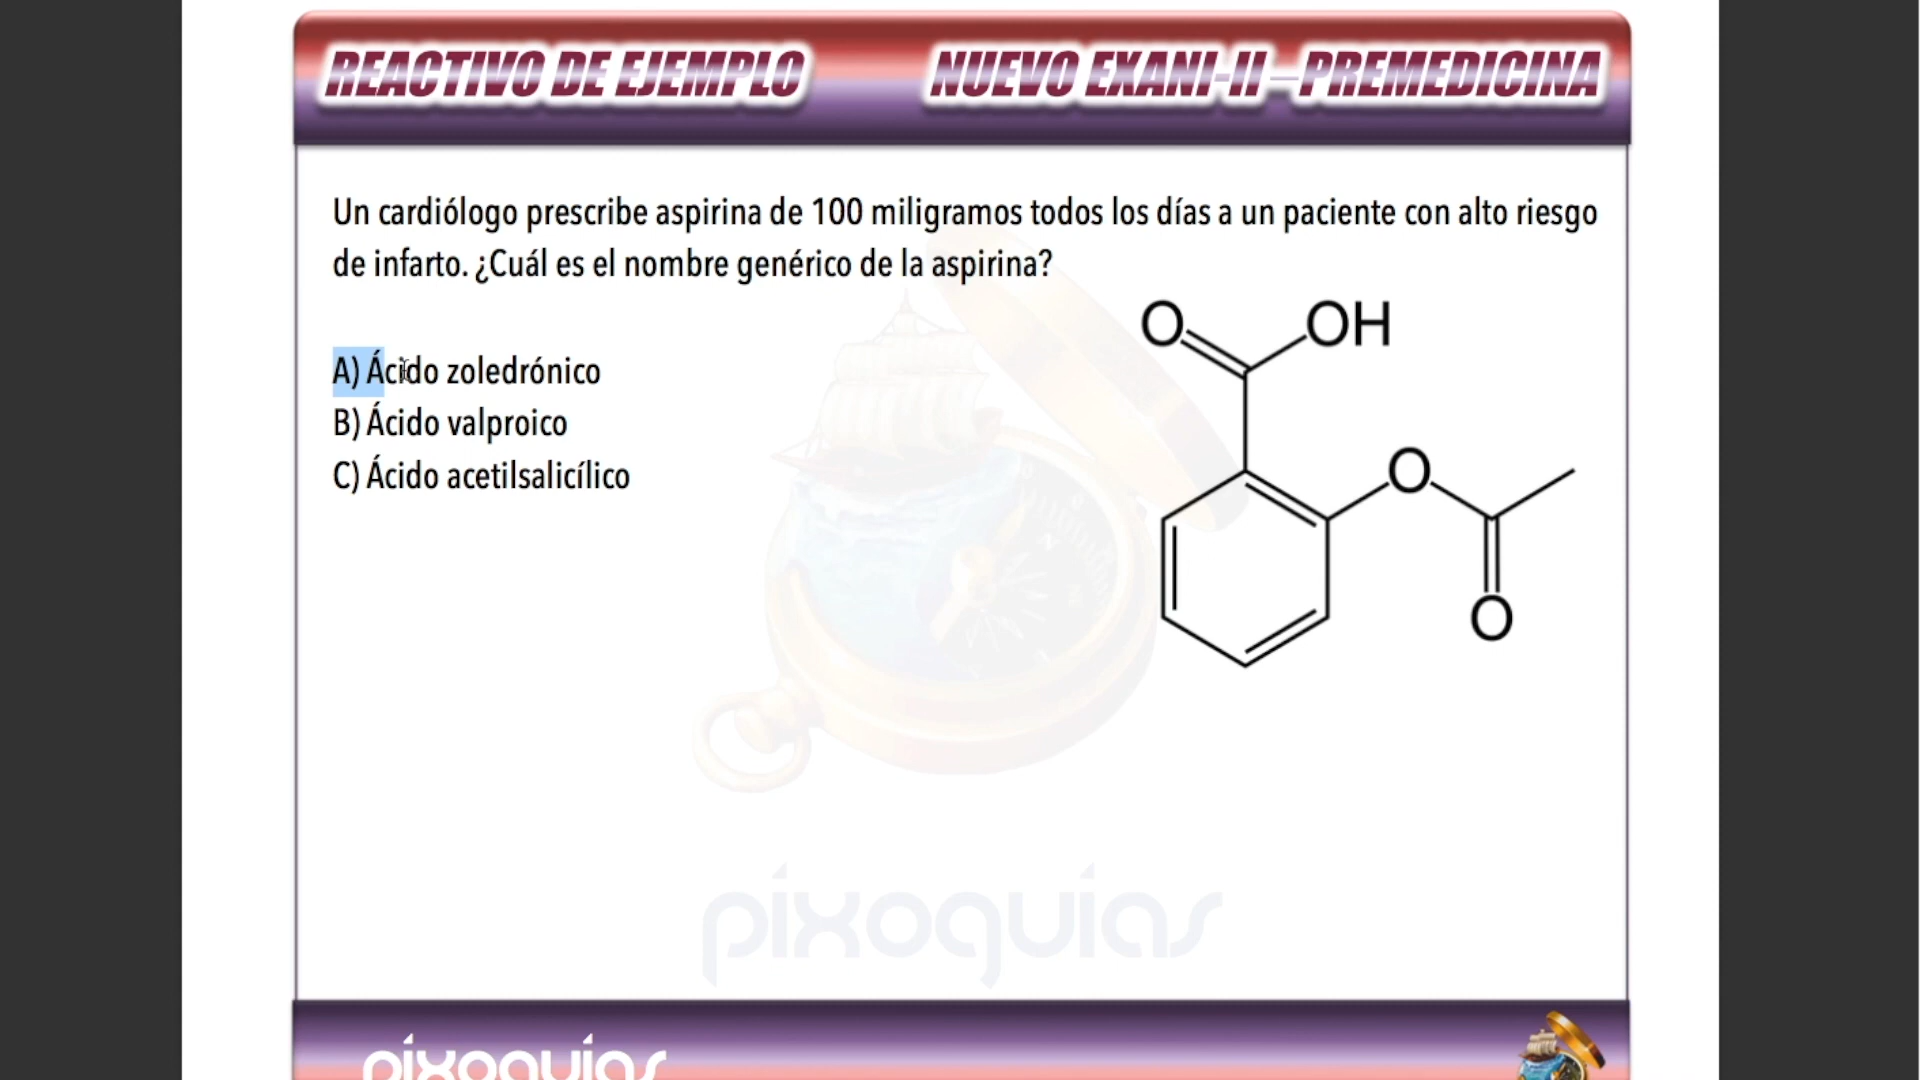 REACTIVO DE EJEMPLO NUEVO EXANI-II – PREMEDICINA
Un cardiólogo prescribe aspirina de 100 miligramos todos los días a un paciente con alto riesgo
de infarto. ¿Cuál es el nombre genérico de la aspirina?
A) Ácido zoledrónico
B) Ácido valproico
C) Ácido acetilsalicílico
O OH
O
O
pixoguias
pixoguias